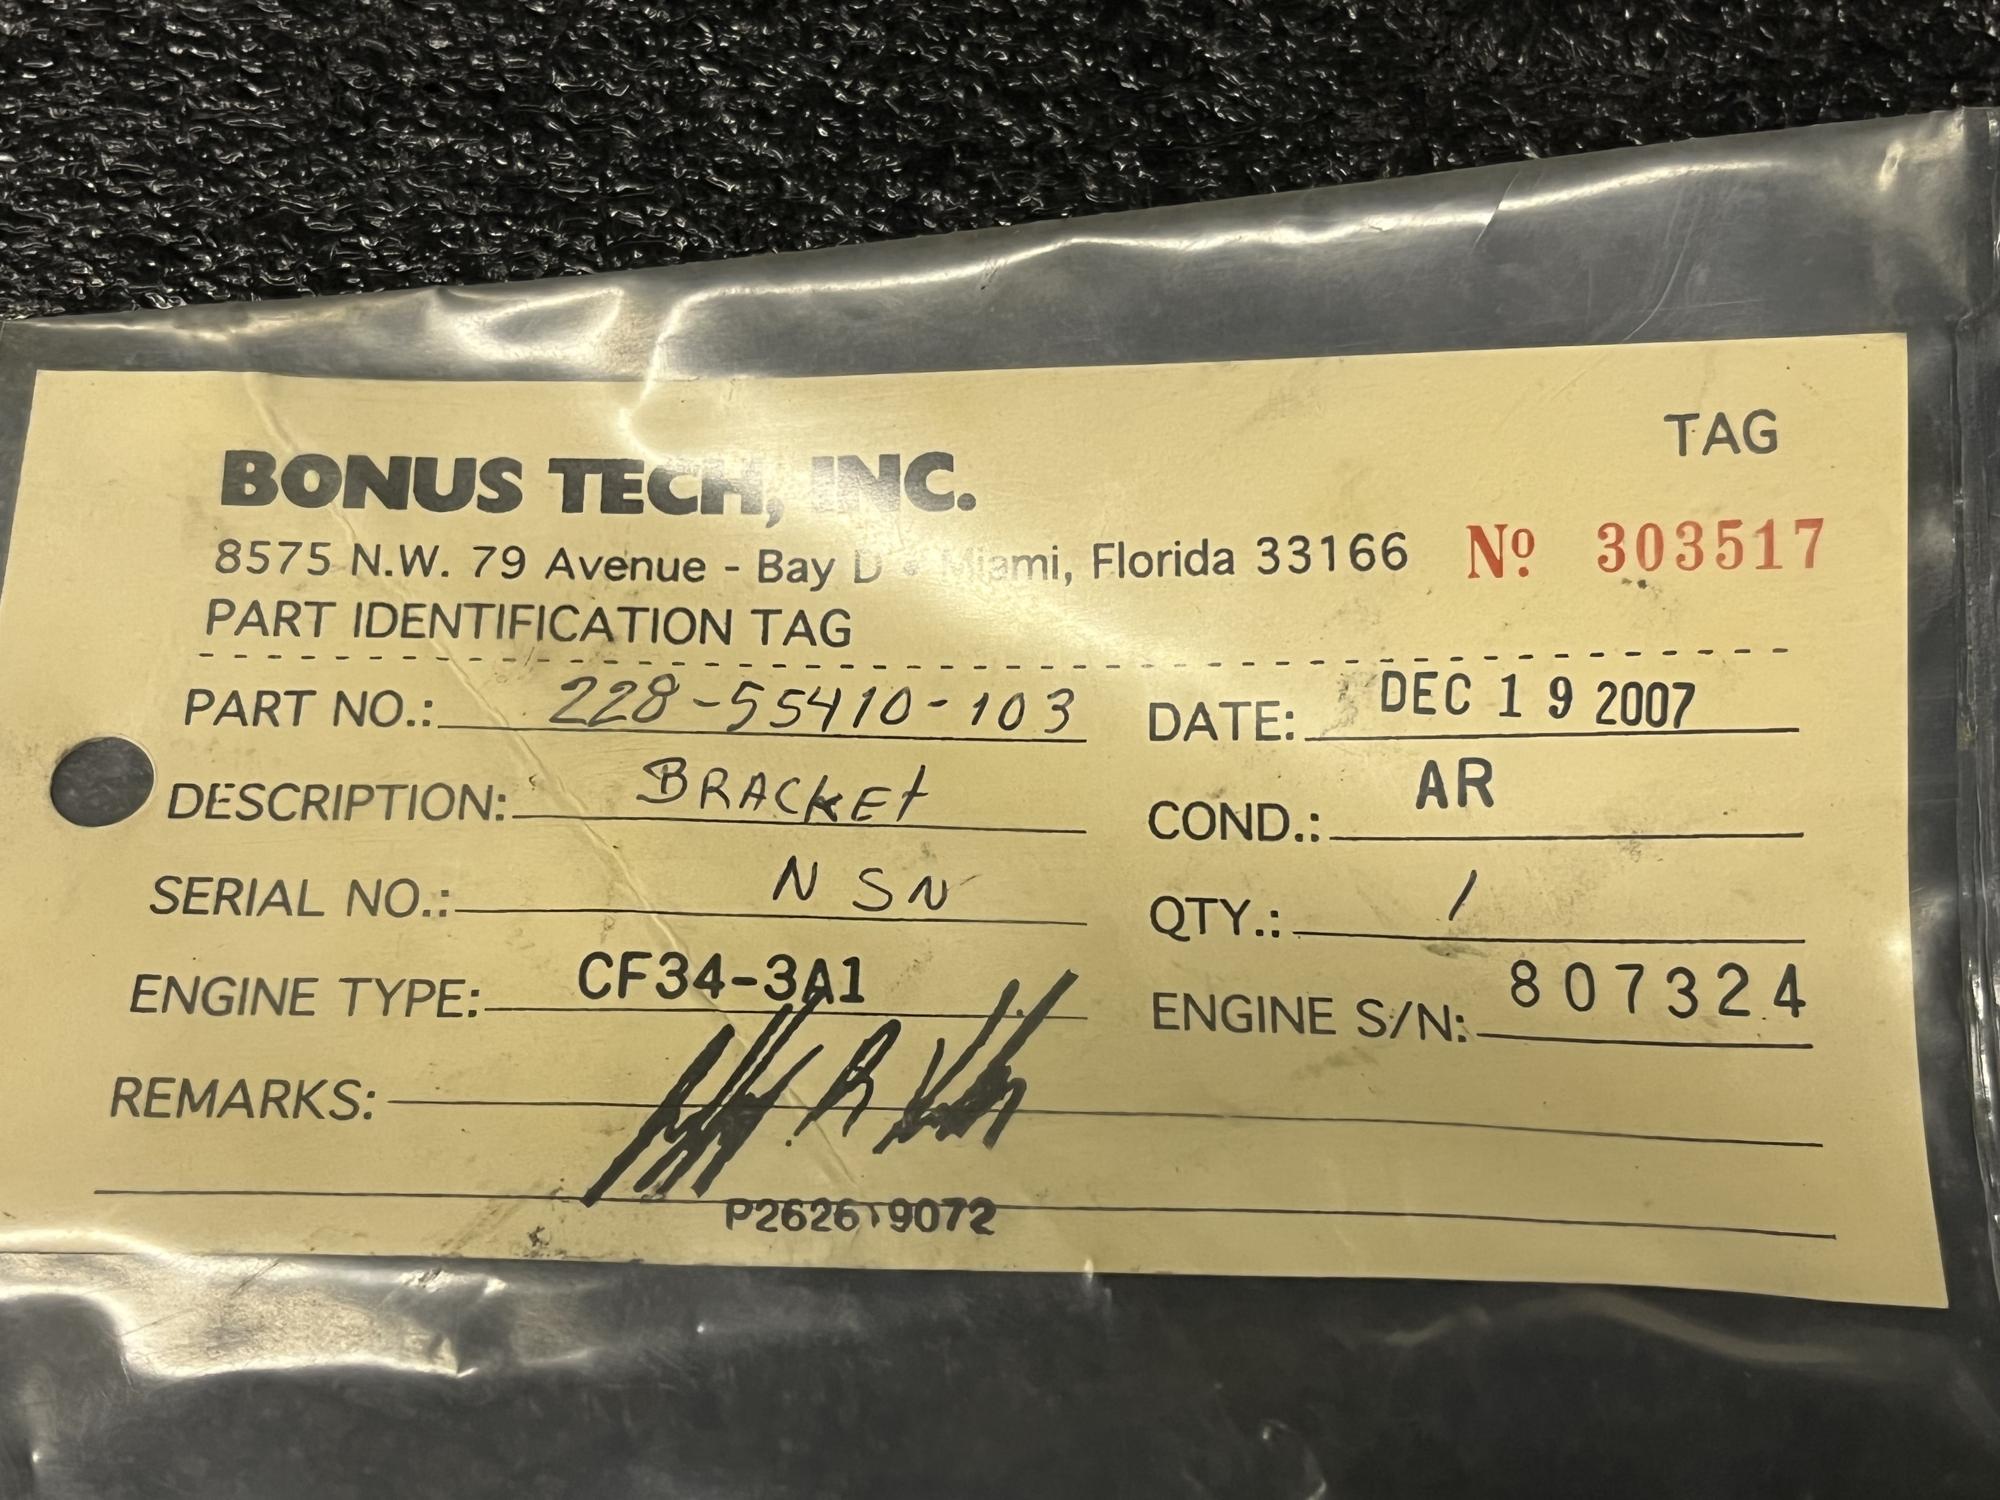 TAG
BONUS TECH, INC.
8575 N.W. 79 Avenue - Bay D • Miami, Florida 33166 Nº 303517
PART IDENTIFICATION TAG
PART NO.: 228-55410-103 DATE: DEC 19 2007
DESCRIPTION: BRACKET COND.: AR
SERIAL NO.: NSN QTY.: 1
ENGINE TYPE: CF34-3A1 ENGINE S/N: 807324
REMARKS: